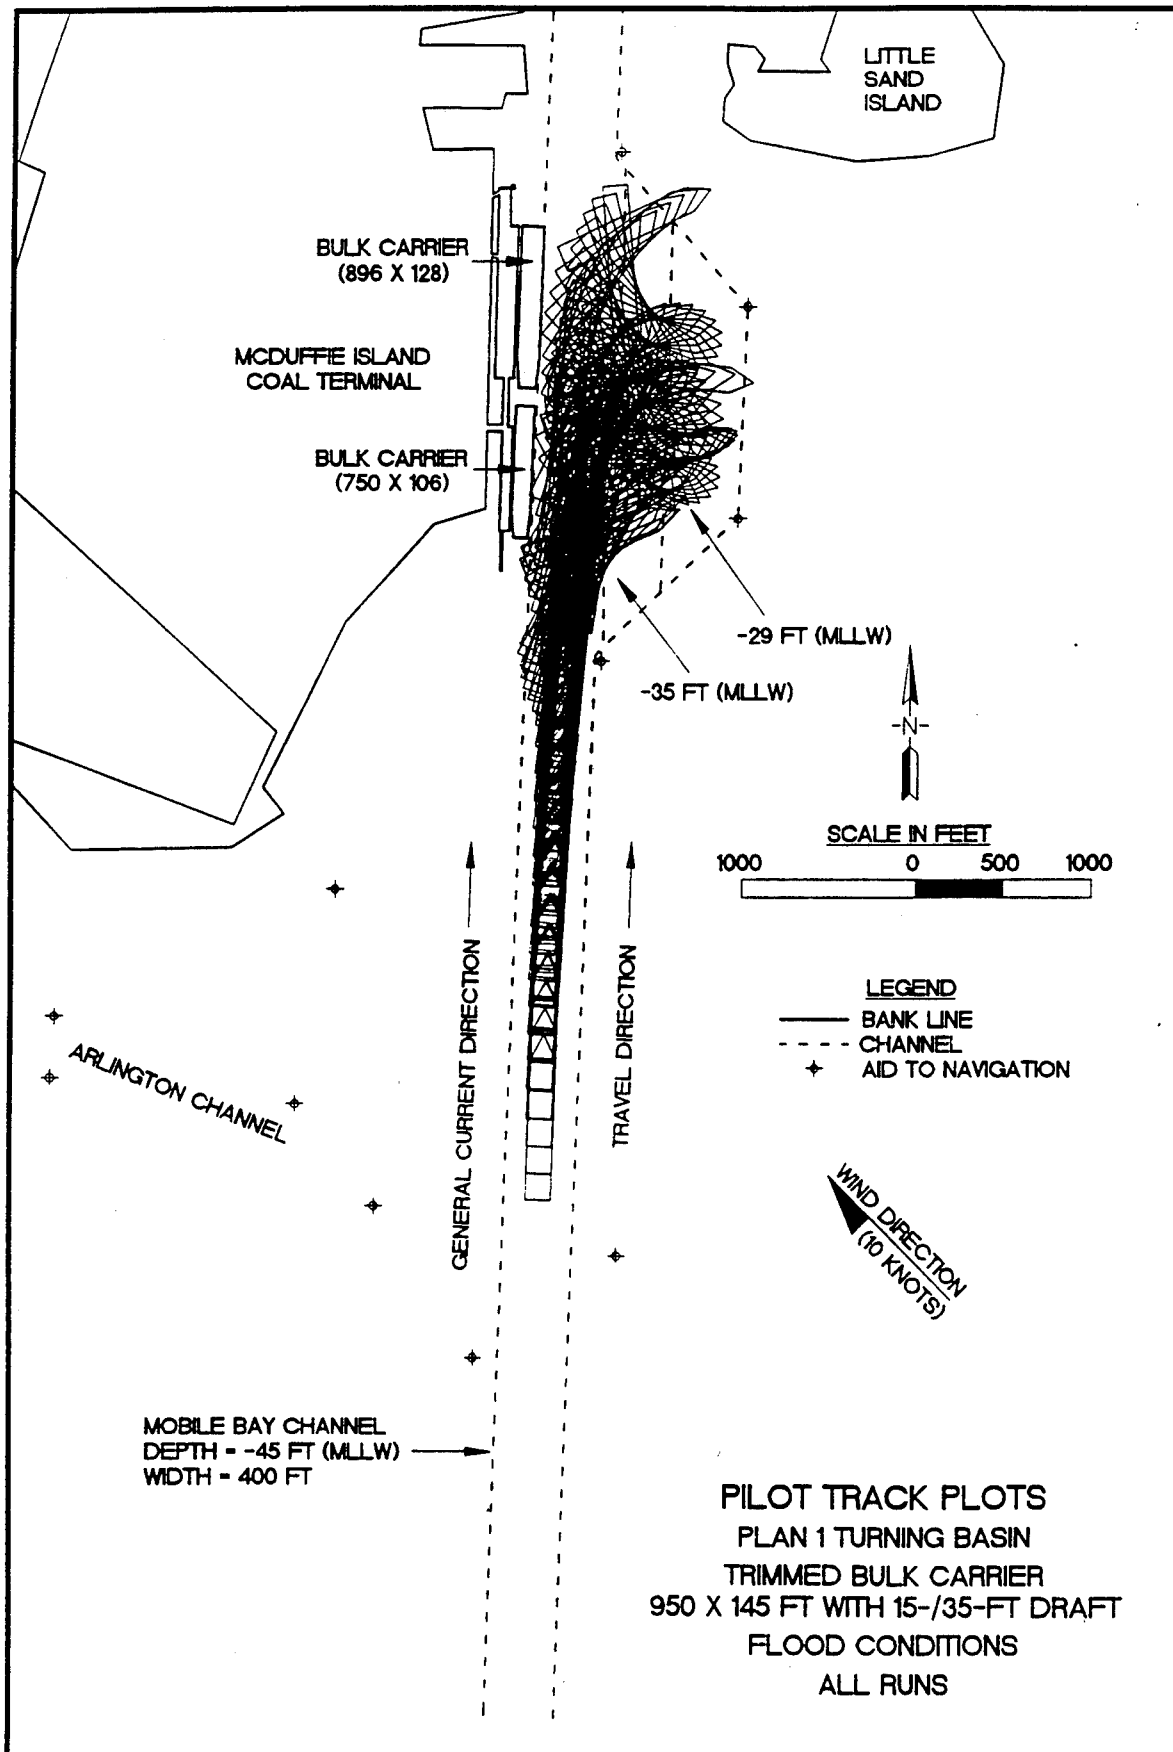 LITTLE
SAND
ISLAND
BULK CARRIER
(896 X 128)
MCDUFFIE ISLAND
COAL TERMINAL
BULK CARRIER
(750 X 106)
-29 FT (MLLW)
-35 FT (MLLW)
-N-
SCALE IN FEET
1000 0 500 1000
GENERAL CURRENT DIRECTION
TRAVEL DIRECTION
LEGEND
BANK LINE
CHANNEL
AID TO NAVIGATION
ARLINGTON CHANNEL
WIND DIRECTION
(10 KNOTS)
MOBILE BAY CHANNEL
DEPTH = -45 FT (MLLW)
WIDTH = 400 FT
PILOT TRACK PLOTS
PLAN 1 TURNING BASIN
TRIMMED BULK CARRIER
950 X 145 FT WITH 15-/35-FT DRAFT
FLOOD CONDITIONS
ALL RUNS